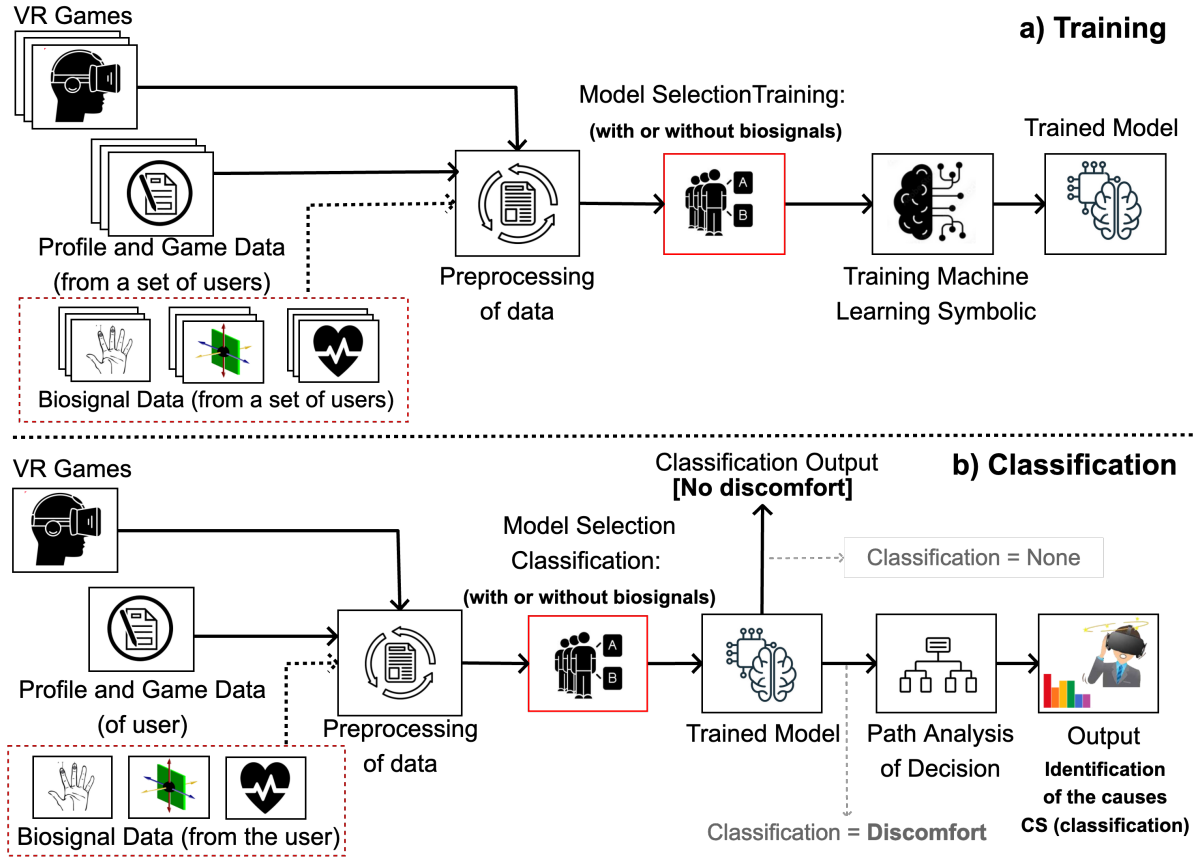 VR Games
a) Training
Model SelectionTraining:
(with or without biosignals)
A
B
Trained Model
Profile and Game Data
(from a set of users)
Preprocessing
of data
Training Machine
Learning Symbolic
Biosignal Data (from a set of users)
VR Games
b) Classification
Classification Output
[No discomfort]
Model Selection
Classification:
(with or without biosignals)
Classification = None
A
B
Profile and Game Data
(of user)
Preprocessing
of data
Trained Model
Path Analysis
of Decision
Output
Identification
of the causes
CS (classification)
Biosignal Data (from the user)
Classification = Discomfort